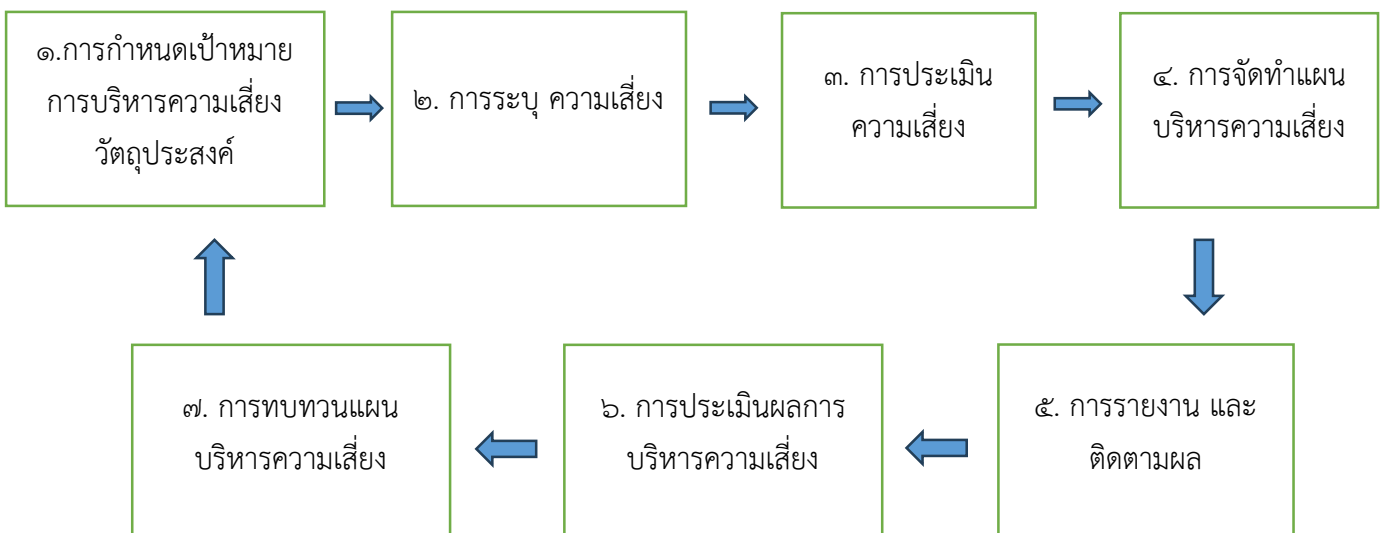 ๑.การกำหนดเป้าหมาย
การบริหารความเสี่ยง
วัตถุประสงค์
๒. การระบุ ความเสี่ยง
๓. การประเมิน
ความเสี่ยง
๔. การจัดทำแผน
บริหารความเสี่ยง
๕. การรายงาน และ
ติดตามผล
๖. การประเมินผลการ
บริหารความเสี่ยง
๗. การทบทวนแผน
บริหารความเสี่ยง